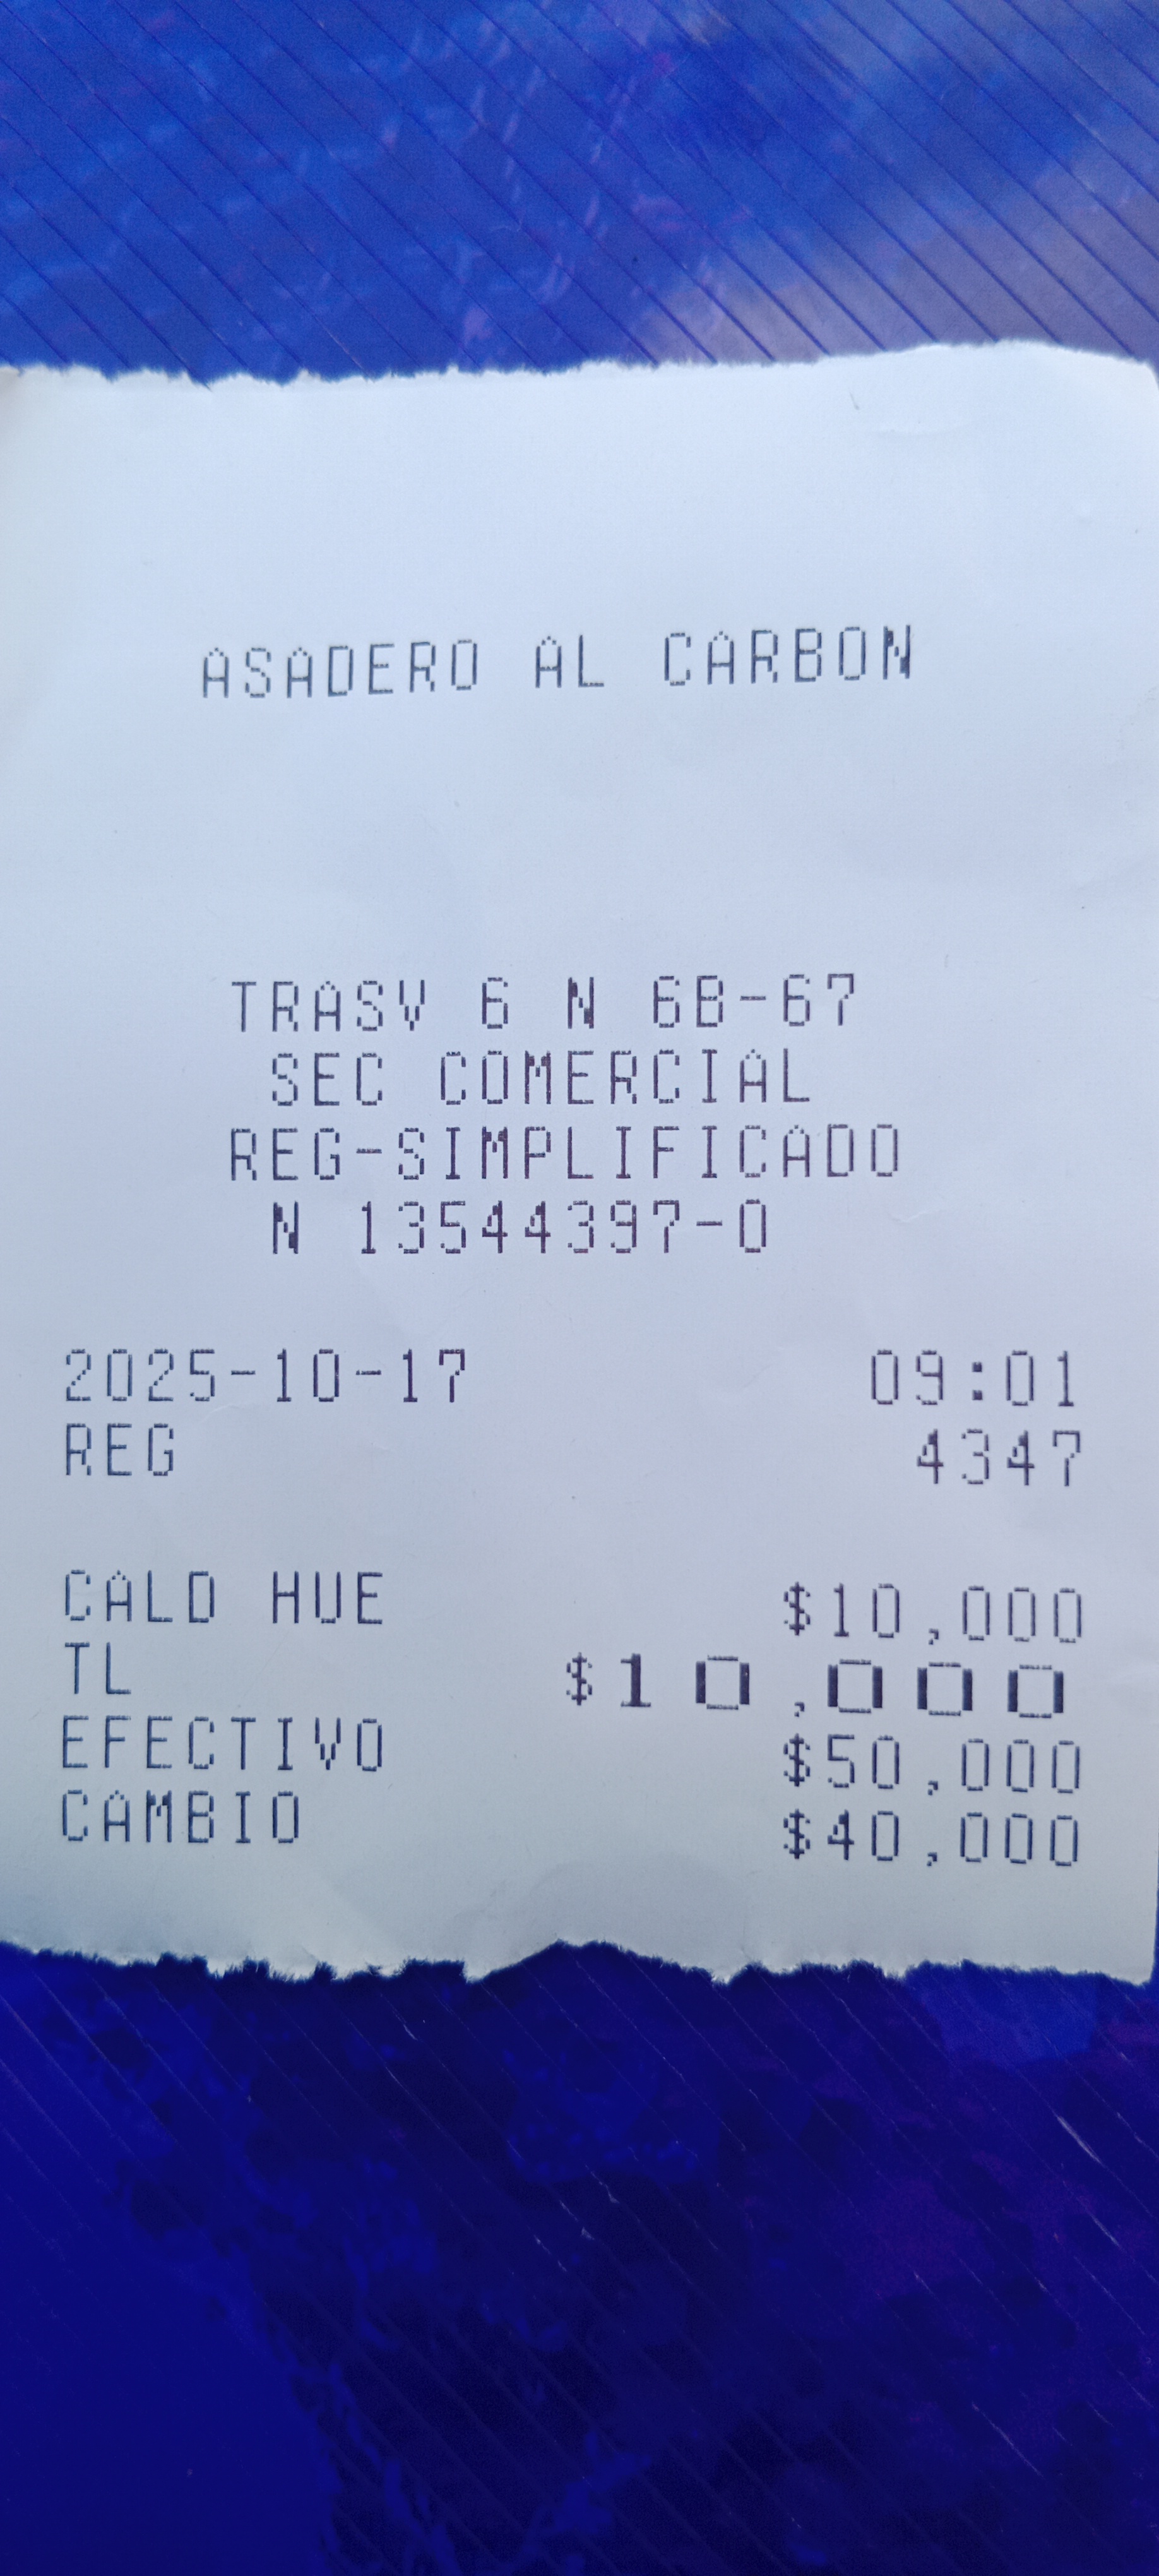 ASADERO AL CARBON
TRASV 6 N 6B-67
SEC COMERCIAL
REG-SIMPLIFICADO
N 13544397-0
2025-10-17 09:01
REG 4347
CALD HUE $10,000
TL $10,000
EFECTIVO $50,000
CAMBIO $40,000